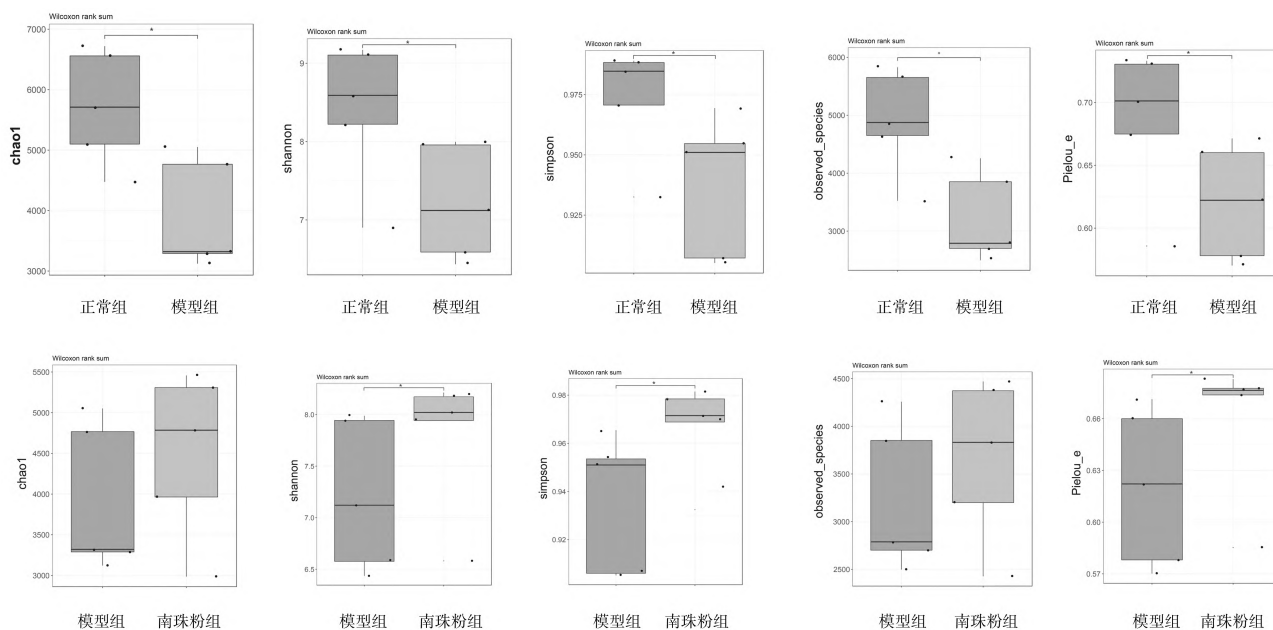 Wilcoxon rank sum
*
chao1
7000
6000
5000
4000
3000
正常组 模型组
Wilcoxon rank sum
*
shannon
9
8
7
正常组 模型组
Wilcoxon rank sum
*
simpson
0.975
0.950
0.925
正常组 模型组
Wilcoxon rank sum
*
observed_species
6000
5000
4000
3000
正常组 模型组
Wilcoxon rank sum
*
Pielou_e
0.70
0.65
0.60
正常组 模型组
Wilcoxon rank sum
chao1
5500
5000
4500
4000
3500
3000
模型组 南珠粉组
Wilcoxon rank sum
*
shannon
8.0
7.5
7.0
6.5
模型组 南珠粉组
Wilcoxon rank sum
*
simpson
0.98
0.96
0.94
0.92
模型组 南珠粉组
Wilcoxon rank sum
observed_species
4500
4000
3500
3000
2500
模型组 南珠粉组
Wilcoxon rank sum
*
Pielou_e
0.66
0.63
0.60
0.57
模型组 南珠粉组